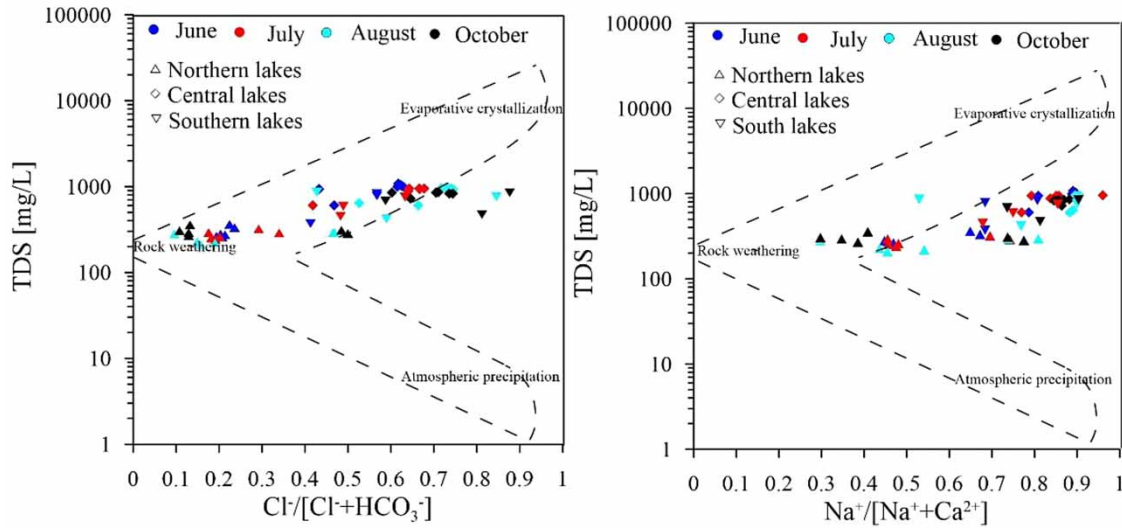 100000
10000
1000
100
10
1
TDS [mg/L]
June July August October
Northern lakes
Central lakes
Southern lakes
Evaporative crystallization
Rock weathering
Atmospheric precipitation
0 0.1 0.2 0.3 0.4 0.5 0.6 0.7 0.8 0.9 1
Cl⁻/[Cl⁻+HCO₃⁻]
100000
10000
1000
100
10
1
TDS [mg/L]
June July August October
Northern lakes
Central lakes
South lakes
Evaporative crystallization
Rock weathering
Atmospheric precipitation
0 0.1 0.2 0.3 0.4 0.5 0.6 0.7 0.8 0.9 1
Na⁺/[Na⁺+Ca²⁺]